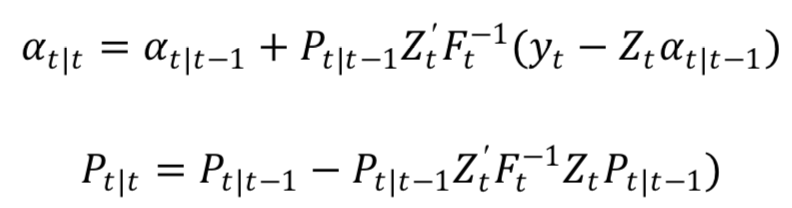 α_{t|t} = α_{t|t−1} + P_{t|t−1}Z_t^′F_t^{−1}(y_t − Z_tα_{t|t−1})
P_{t|t} = P_{t|t−1} − P_{t|t−1}Z_t^′F_t^{−1}Z_tP_{t|t−1})